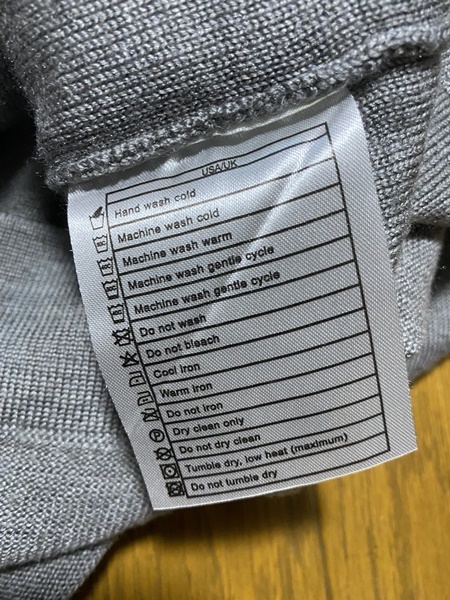 USA/UK
Hand wash cold
Machine wash cold
Machine wash warm
Machine wash gentle cycle
Machine wash gentle cycle
Do not wash
Do not bleach
Cool iron
Warm iron
Do not iron
Dry clean only
Do not dry clean
Tumble dry, low heat (maximum)
Do not tumble dry